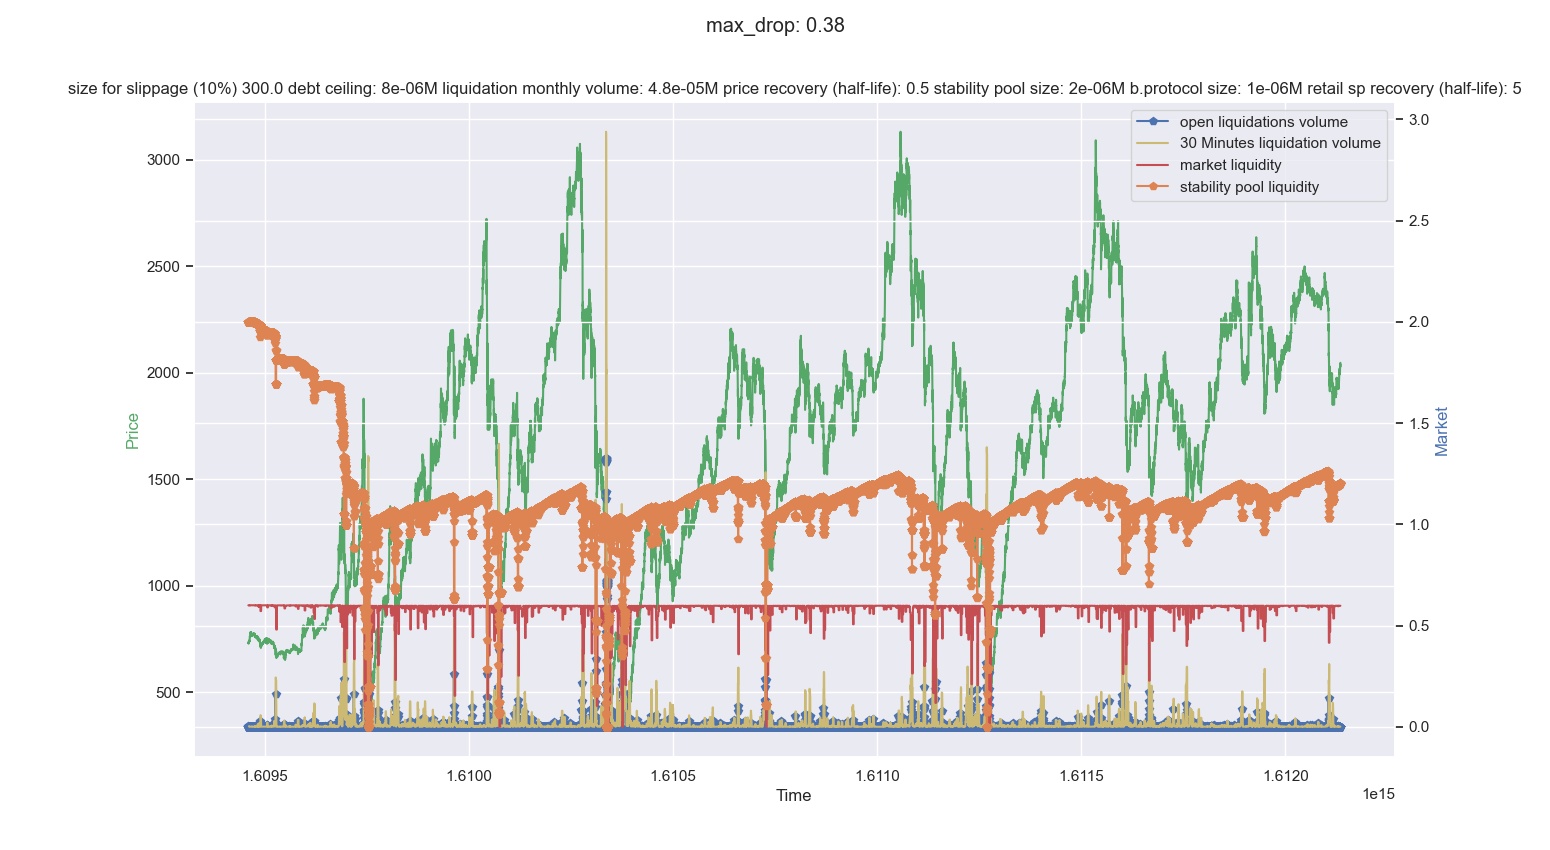 max_drop: 0.38
size for slippage (10%) 300.0 debt ceiling: 8e-06M liquidation monthly volume: 4.8e-05M price recovery (half-life): 0.5 stability pool size: 2e-06M b.protocol size: 1e-06M retail sp recovery (half-life): 5
open liquidations volume
30 Minutes liquidation volume
market liquidity
stability pool liquidity
3000
2500
2000
1500
1000
500
Price
3.0
2.5
2.0
1.5
1.0
0.5
0.0
Market
1.6095 1.6100 1.6105 1.6110 1.6115 1.6120
Time
1e15